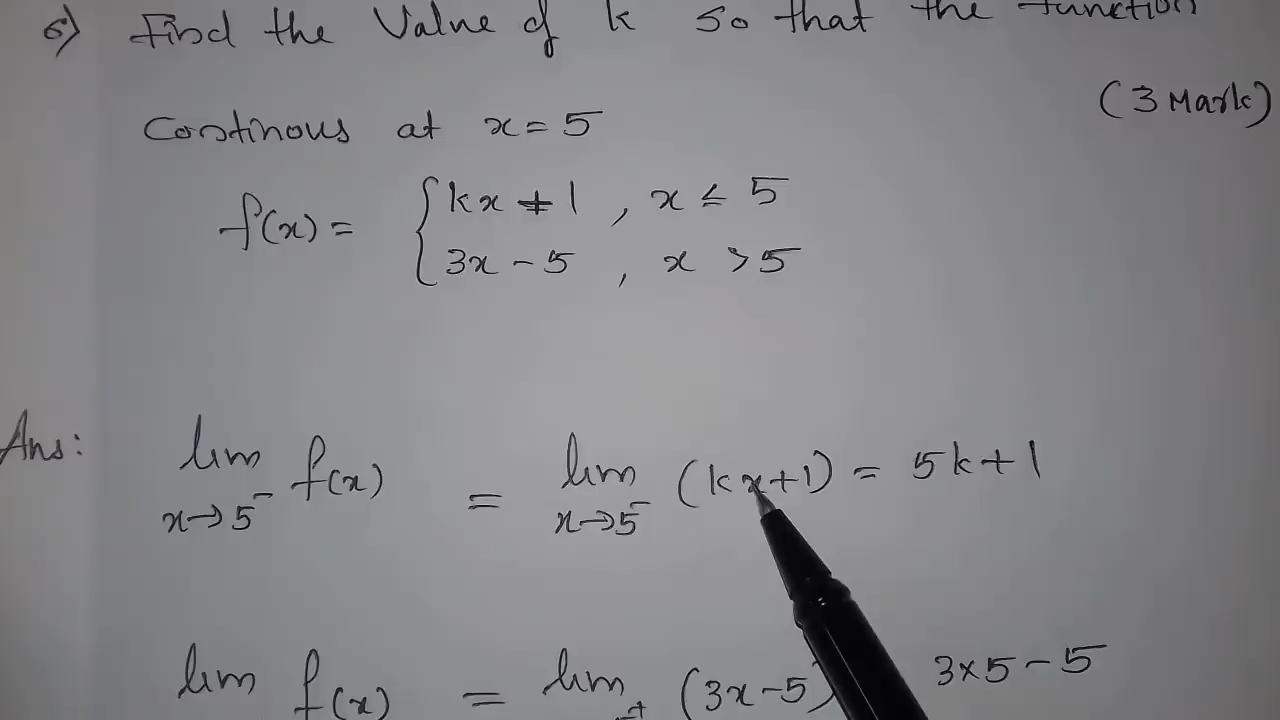 6) Find the Value of k so that the function
(3 Mark)
Continous at x = 5
f(x) = { kx + 1 , x ≤ 5
3x - 5 , x > 5
Ans: lim x→5⁻ f(x) = lim x→5⁻ (kx+1) = 5k+1
lim f(x) = lim + (3x-5) 3×5-5